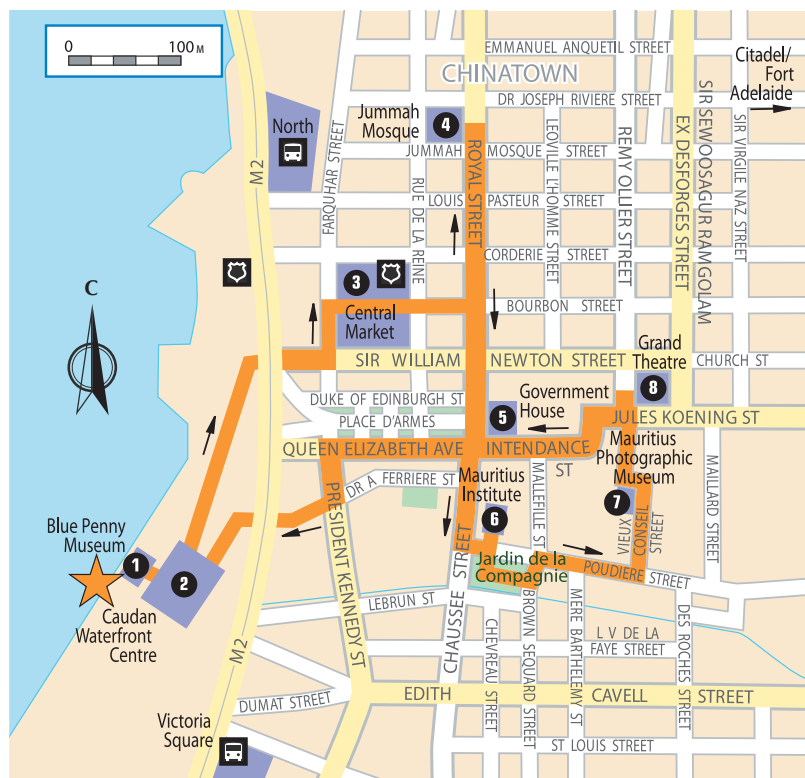 0 100 M
EMMANUEL ANQUETIL STREET
CHINATOWN
Citadel/
Fort
Adelaide
DR JOSEPH RIVIERE STREET
North
Jummah
Mosque
4
JUMMAH MOSQUE STREET
M2
FARQUHAR STREET
RUE DE LA REINE
ROYAL STREET
LEOVILLE L'HOMME STREET
REMY OLLIER STREET
EX DESFORGES STREET
SIR SEWOOSAGUR RAMGOLAM
SIR VIRGILE NAZ STREET
LOUIS PASTEUR STREET
CORDERIE STREET
3
Central
Market
BOURBON STREET
C
SIR WILLIAM NEWTON STREET
CHURCH ST
Grand
Theatre
8
DUKE OF EDINBURGH ST
PLACE D'ARMES
5
Government
House
JULES KOENING ST
QUEEN ELIZABETH AVE
INTENDANCE
ST
Mauritius
Photographic
Museum
7
DR A FERRIERE ST
Mauritius
Institute
6
MALLEFILLE ST
VIEUX
CONSEIL
STREET
MAILLARD STREET
PRESIDENT KENNEDY ST
Blue Penny
Museum
1
2
Caudan
Waterfront
Centre
Jardin de la
Compagnie
POUDIERE STREET
LEBRUN ST
CHAUSSEE STREET
CHEVREAU STREET
BROWN SEQUARD STREET
MERE BARTHELEMY ST
DES ROCHES STREET
L V DE LA
FAYE STREET
M2
EDITH CAVELL STREET
DUMAT STREET
Victoria
Square
ST LOUIS STREET